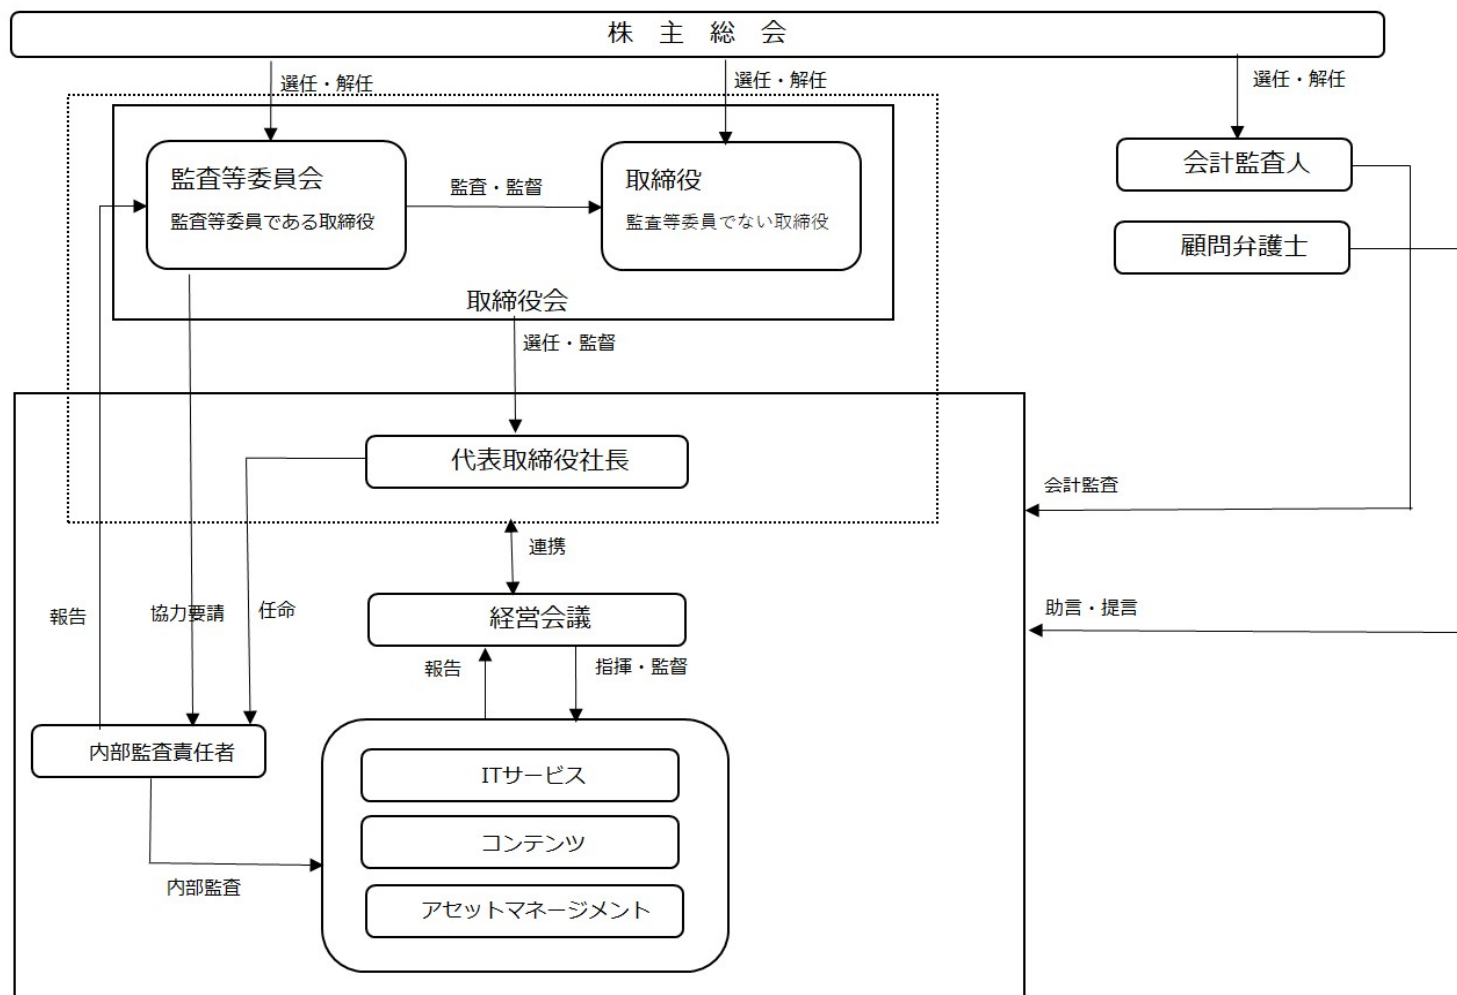 株　主　総　会
選任・解任
選任・解任
選任・解任
監査等委員会
監査等委員である取締役
監査・監督
取締役
監査等委員でない取締役
会計監査人
顧問弁護士
取締役会
選任・監督
代表取締役社長
会計監査
連携
報告
協力要請
任命
経営会議
助言・提言
報告
指揮・監督
内部監査責任者
ITサービス
コンテンツ
内部監査
アセットマネージメント